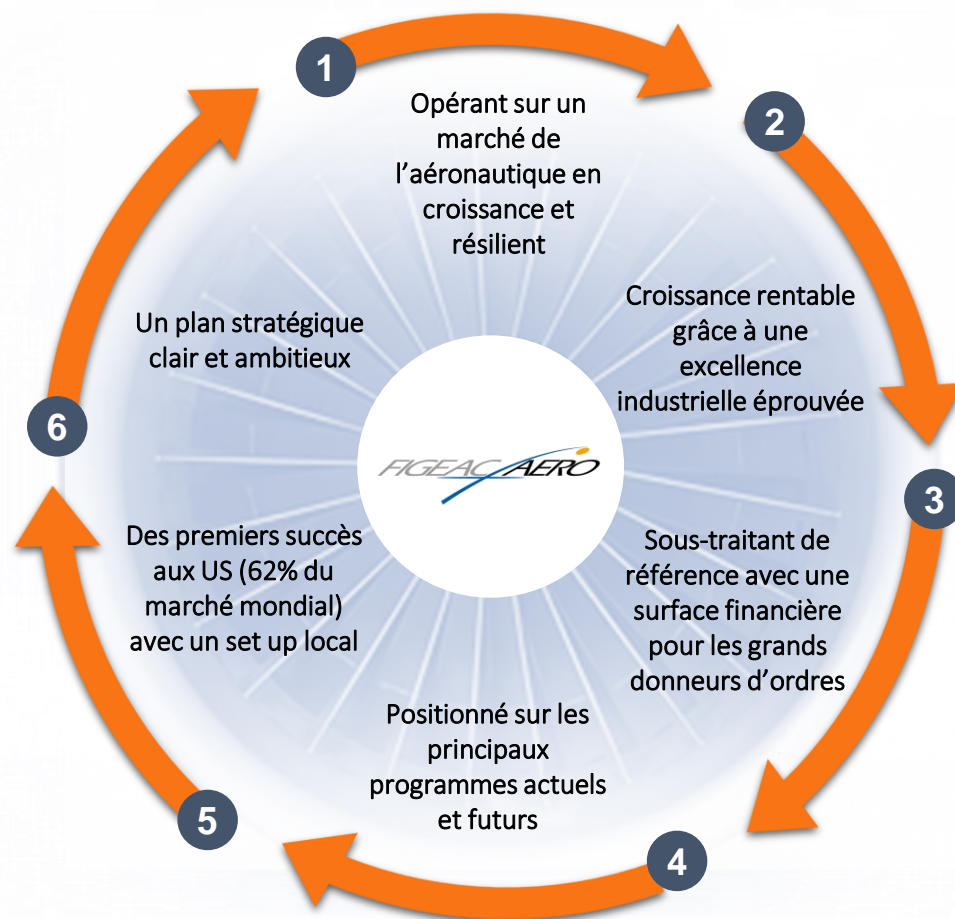 1
Opérant sur un
marché de
l’aéronautique en
croissance et
résilient
2
Croissance rentable
grâce à une
excellence
industrielle éprouvée
3
Sous-traitant de
référence avec une
surface financière
pour les grands
donneurs d’ordres
4
Positionné sur les
principaux
programmes actuels
et futurs
5
Des premiers succès
aux US (62% du
marché mondial)
avec un set up local
6
Un plan stratégique
clair et ambitieux
FIGEAC AERO